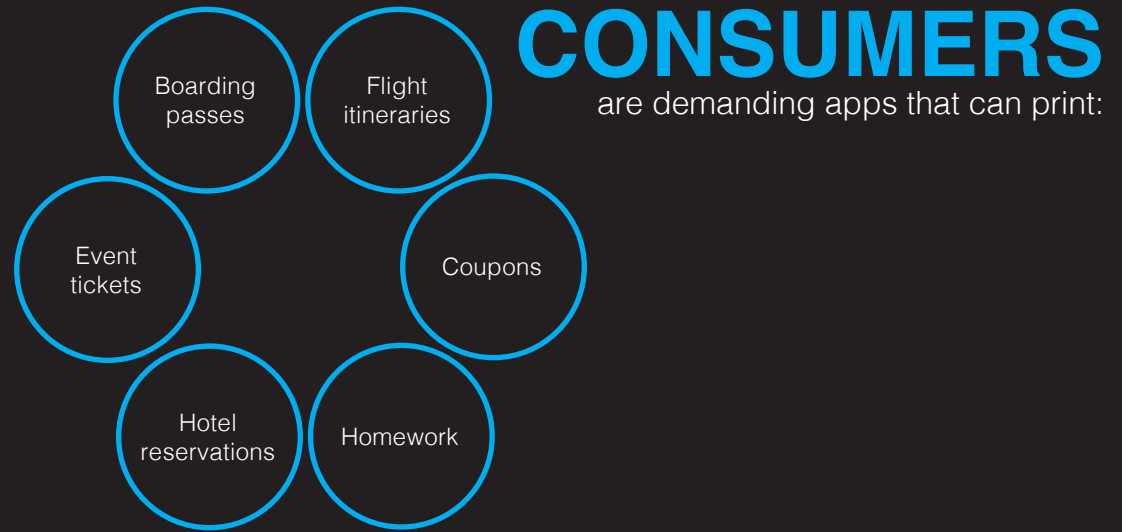 CONSUMERS
are demanding apps that can print:
Boarding
passes
Flight
itineraries
Event
tickets
Coupons
Hotel
reservations
Homework